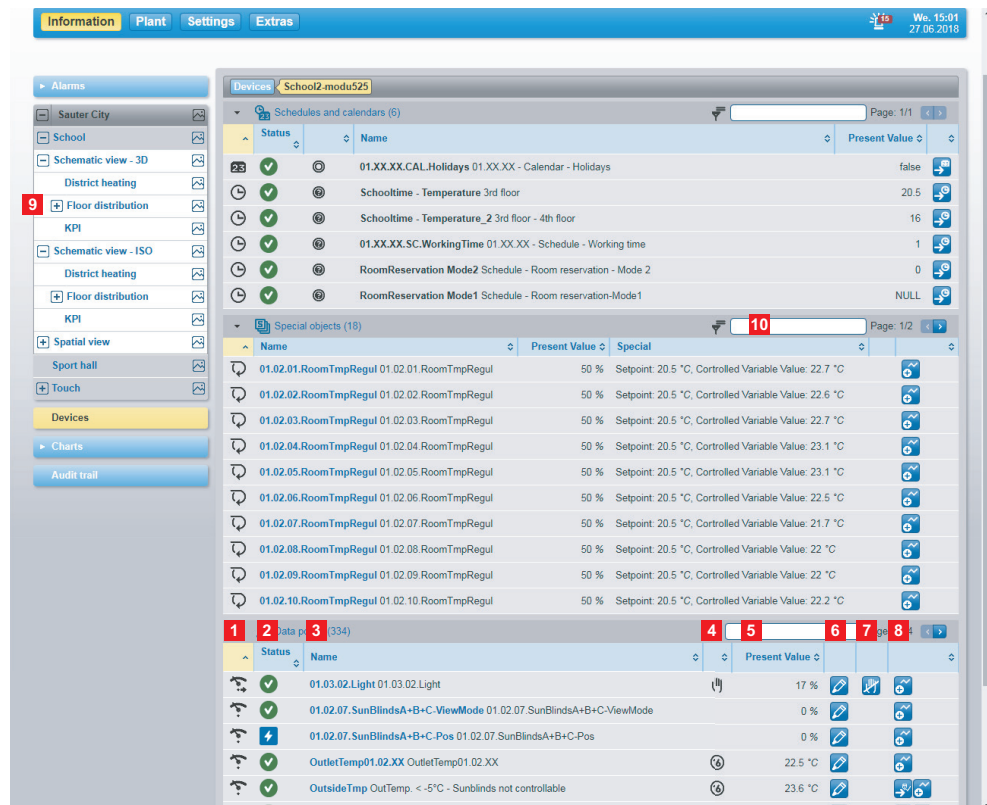 Information Plant Settings Extras 15 We. 15:01
27.06.2018
Alarms
Sauter City
School
Schematic view - 3D
District heating
9 Floor distribution
KPI
Schematic view - ISO
District heating
Floor distribution
KPI
Spatial view
Sport hall
Touch
Devices
Charts
Audit trail
Devices School2-modu525
Schedules and calendars (6) Page: 1/1
Status Name Present Value
23 01.XX.XX.CAL.Holidays 01.XX.XX - Calendar - Holidays false
Schooltime - Temperature 3rd floor 20.5
Schooltime - Temperature_2 3rd floor - 4th floor 16
01.XX.XX.SC.WorkingTime 01.XX.XX - Schedule - Working time 1
RoomReservation Mode2 Schedule - Room reservation - Mode 2 0
RoomReservation Mode1 Schedule - Room reservation-Mode1 NULL
Special objects (18) 10 Page: 1/2
Name Present Value Special
01.02.01.RoomTmpRegul 01.02.01.RoomTmpRegul 50 % Setpoint: 20.5 °C, Controlled Variable Value: 22.7 °C
01.02.02.RoomTmpRegul 01.02.02.RoomTmpRegul 50 % Setpoint: 20.5 °C, Controlled Variable Value: 22.6 °C
01.02.03.RoomTmpRegul 01.02.03.RoomTmpRegul 50 % Setpoint: 20.5 °C, Controlled Variable Value: 22.7 °C
01.02.04.RoomTmpRegul 01.02.04.RoomTmpRegul 50 % Setpoint: 20.5 °C, Controlled Variable Value: 23.1 °C
01.02.05.RoomTmpRegul 01.02.05.RoomTmpRegul 50 % Setpoint: 20.5 °C, Controlled Variable Value: 23.1 °C
01.02.06.RoomTmpRegul 01.02.06.RoomTmpRegul 50 % Setpoint: 20.5 °C, Controlled Variable Value: 22.5 °C
01.02.07.RoomTmpRegul 01.02.07.RoomTmpRegul 50 % Setpoint: 20.5 °C, Controlled Variable Value: 21.7 °C
01.02.08.RoomTmpRegul 01.02.08.RoomTmpRegul 50 % Setpoint: 20.5 °C, Controlled Variable Value: 22 °C
01.02.09.RoomTmpRegul 01.02.09.RoomTmpRegul 50 % Setpoint: 20.5 °C, Controlled Variable Value: 22 °C
01.02.10.RoomTmpRegul 01.02.10.RoomTmpRegul 50 % Setpoint: 20.5 °C, Controlled Variable Value: 22.2 °C
1 2 Data 3 (334) 4 5 6 7 8
Status Name Present Value
01.03.02.Light 01.03.02.Light 17 %
01.02.07.SunBlindsA+B+C-ViewMode 01.02.07.SunBlindsA+B+C-ViewMode 0 %
01.02.07.SunBlindsA+B+C-Pos 01.02.07.SunBlindsA+B+C-Pos 0 %
OutletTemp01.02.XX OutletTemp01.02.XX 6 22.5 °C
OutsideTmp OutTemp. < -5°C - Sunblinds not controllable 6 23.6 °C